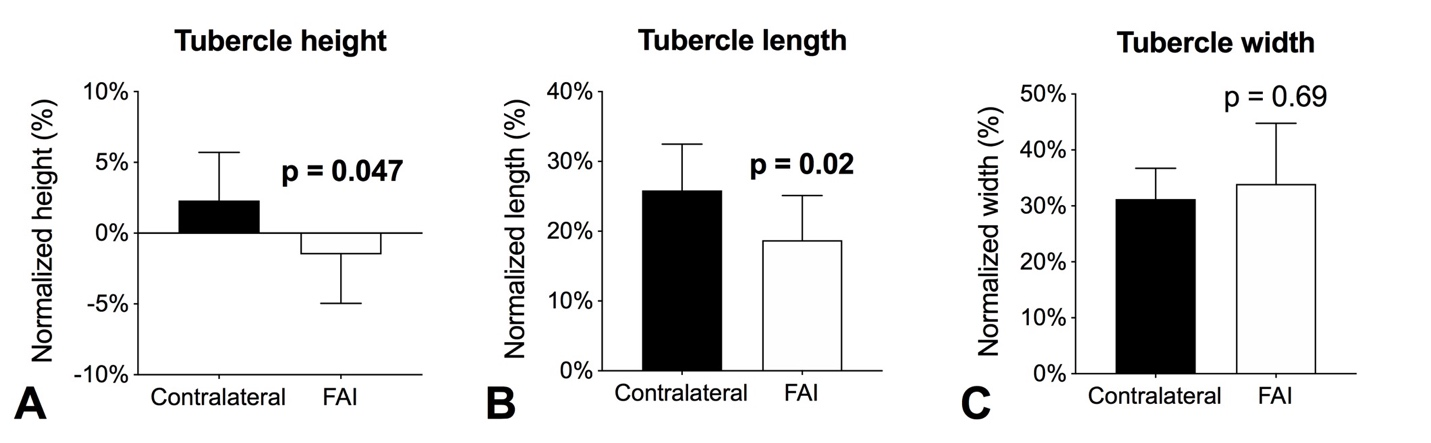 Tubercle height
Normalized height (%)
10%
5%
0%
-5%
-10%
p = 0.047
Contralateral
FAI
A
Tubercle length
Normalized length (%)
40%
30%
20%
10%
0%
p = 0.02
Contralateral
FAI
B
Tubercle width
Normalized width (%)
50%
40%
30%
20%
10%
0%
p = 0.69
Contralateral
FAI
C